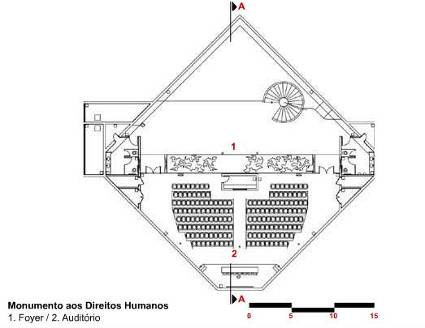 A
1
2
A
Monumento aos Direitos Humanos
1. Foyer / 2. Auditório
0 5 10 15